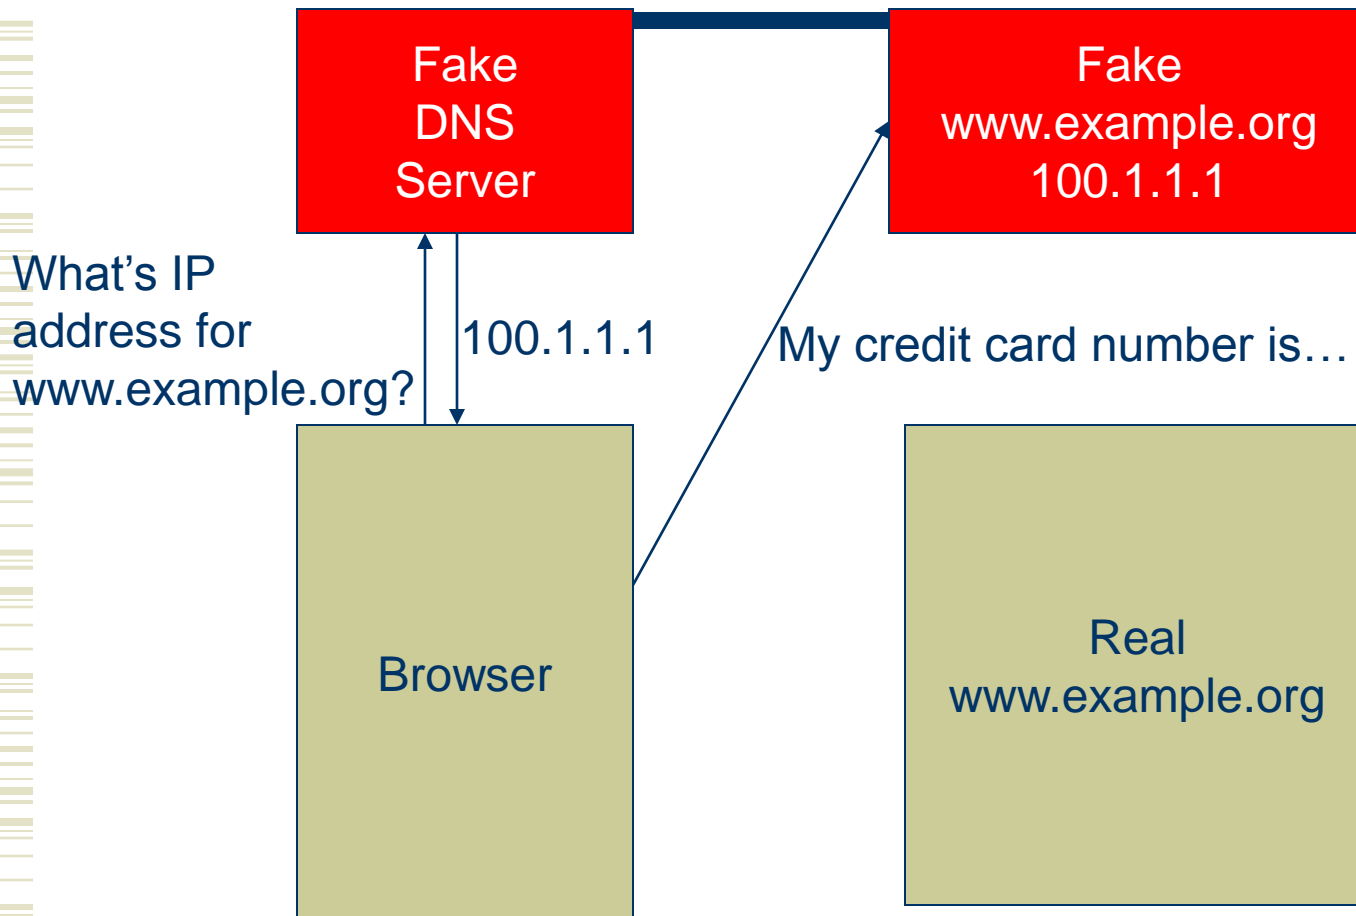 Fake
DNS
Server
Fake
www.example.org
100.1.1.1
What’s IP
address for
www.example.org?
100.1.1.1
My credit card number is…
Browser
Real
www.example.org